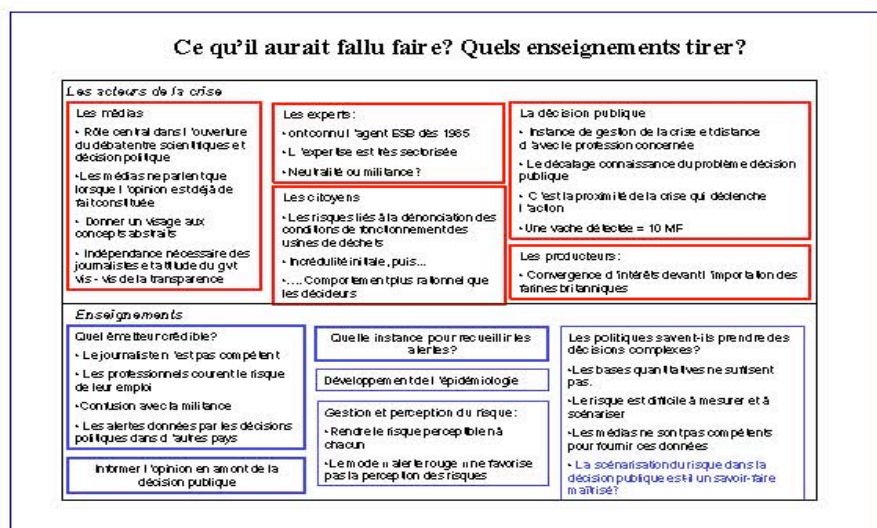 Ce qu'il aurait fallu faire? Quels enseignements tirer?
Les acteurs de la crise
Les médias
• Rôle central dans l'ouverture
du débat entre scientifiques et
décision politique
•Les médias ne parlent que
lorsque l'opinion est déjà de
fait constituée
• Donner un visage aux
concepts abstraits
• Indépendance nécessaire des
journalistes et attitude du gvt
vis - vis de la transparence
Les experts:
•ont connu l'agent ESB dès 1985
•L'expertise est très sectorisée
•Neutralité ou militance?
Les citoyens
• Les risques liés à la dénonciation des
conditions de fonctionnement des
usines de déchets
• Incrédulité initiale, puis...
•.... Comportement plus rationnel que
les décideurs
La décision publique
• Instance de gestion de la crise et distance
d'avec le profession concernée
• Le décalage connaissance du problème décision
publique
• C'est la proximité de la crise qui déclenche
l'action
• Une vache détectée = 10 MF
Les producteurs:
• Convergence d'intérêts devant l'importation des
farines britanniques
Enseignements
Quel émetteur crédible?
• Le journaliste n'est pas compétent
• Les professionnels courent le risque
de leur emploi
•Confusion avec la militance
• Les alertes données par les décisions
politiques dans d'autres pays
Informer l'opinion en amont de la
décision publique
Quelle instance pour recueillir les
alertes?
Développement de l'épidémiologie
Gestion et perception du risque:
•Rendre le risque perceptible à
chacun
•Le mode « alerte rouge » ne favorise
pas la perception des risques
Les politiques savent-ils prendre des
décisions complexes?
•Les bases quantitatives ne suffisent
pas.
•Le risque est difficile à mesurer et à
scénariser
•Les médias ne sont pas compétents
pour fournir ces données
• La scénarisation du risque dans la
décision publique est-il un savoir-faire
maîtrisé?